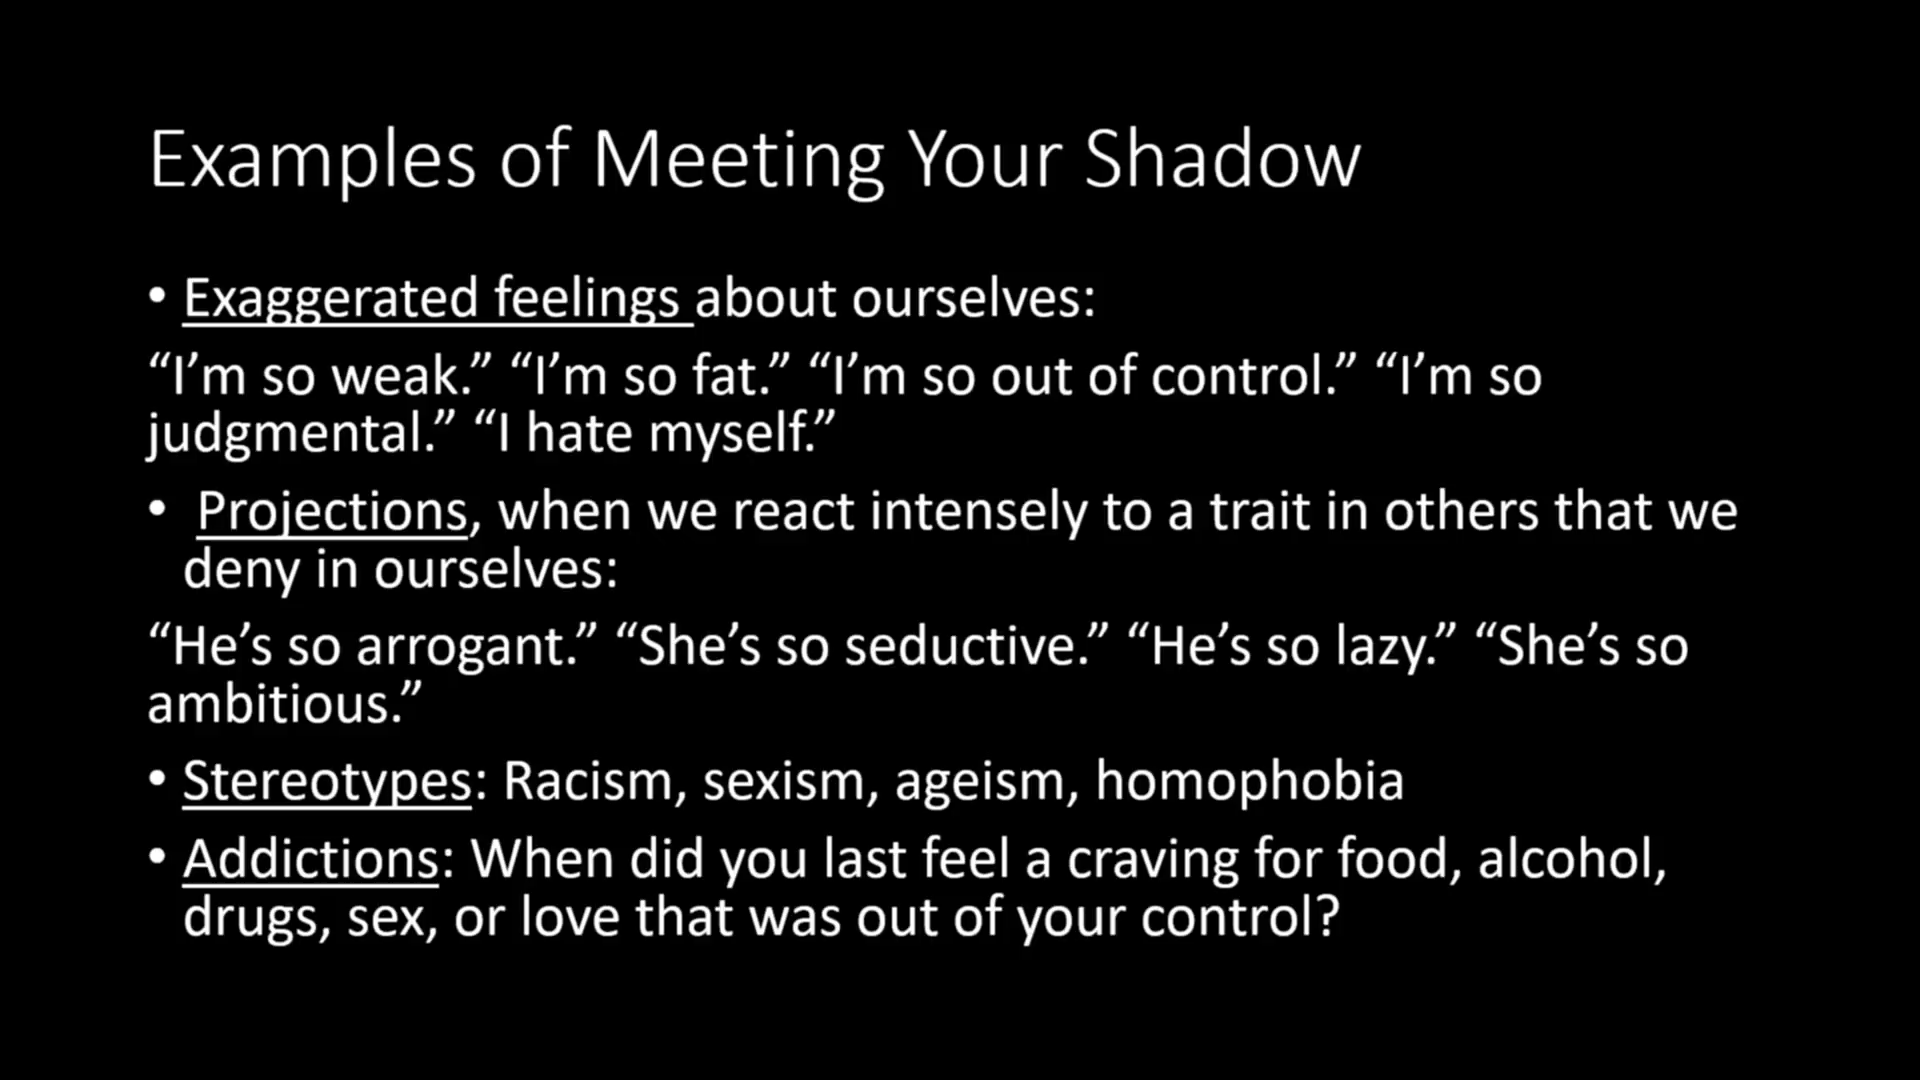 Examples of Meeting Your Shadow
• Exaggerated feelings about ourselves:
“I’m so weak.” “I’m so fat.” “I’m so out of control.” “I’m so
judgmental.” “I hate myself.”
• Projections, when we react intensely to a trait in others that we
deny in ourselves:
“He’s so arrogant.” “She’s so seductive.” “He’s so lazy.” “She’s so
ambitious.”
• Stereotypes: Racism, sexism, ageism, homophobia
• Addictions: When did you last feel a craving for food, alcohol,
drugs, sex, or love that was out of your control?